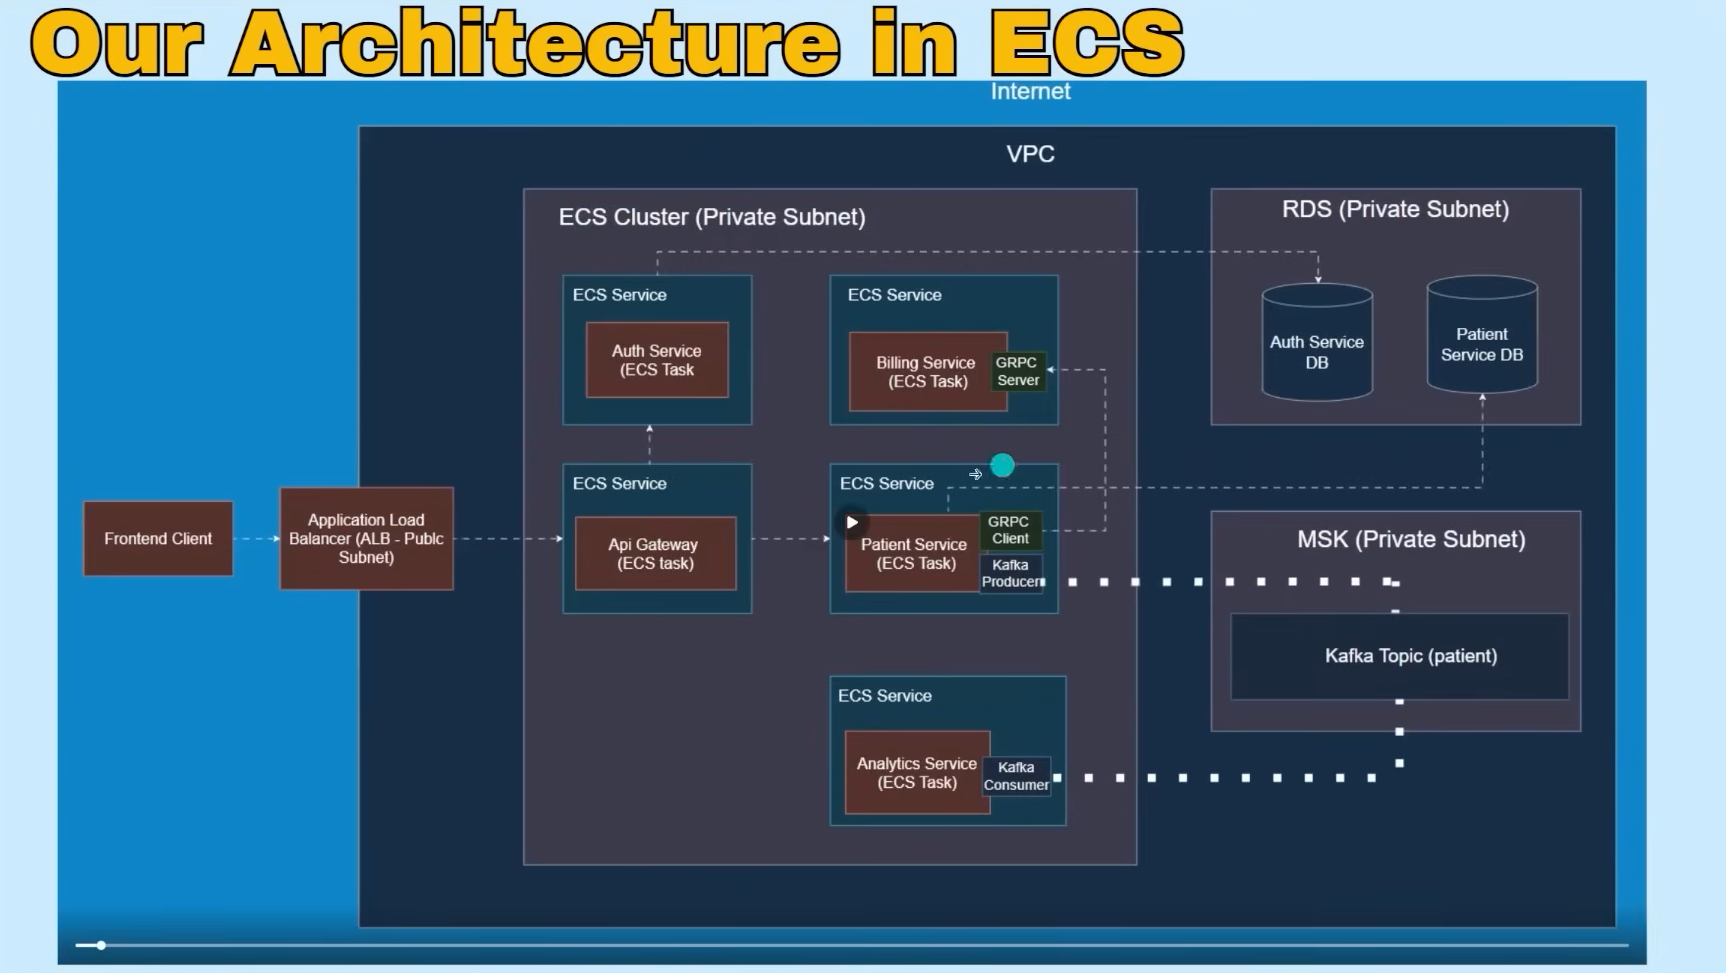 Our Architecture in ECS
Internet
VPC
ECS Cluster (Private Subnet)
RDS (Private Subnet)
ECS Service
Auth Service
(ECS Task
ECS Service
Billing Service
(ECS Task)
GRPC
Server
Auth Service
DB
Patient
Service DB
Frontend Client
Application Load
Balancer (ALB - Publc
Subnet)
ECS Service
Api Gateway
(ECS task)
ECS Service
Patient Service
(ECS Task)
GRPC
Client
Kafka
Producer
MSK (Private Subnet)
Kafka Topic (patient)
ECS Service
Analytics Service
(ECS Task)
Kafka
Consumer